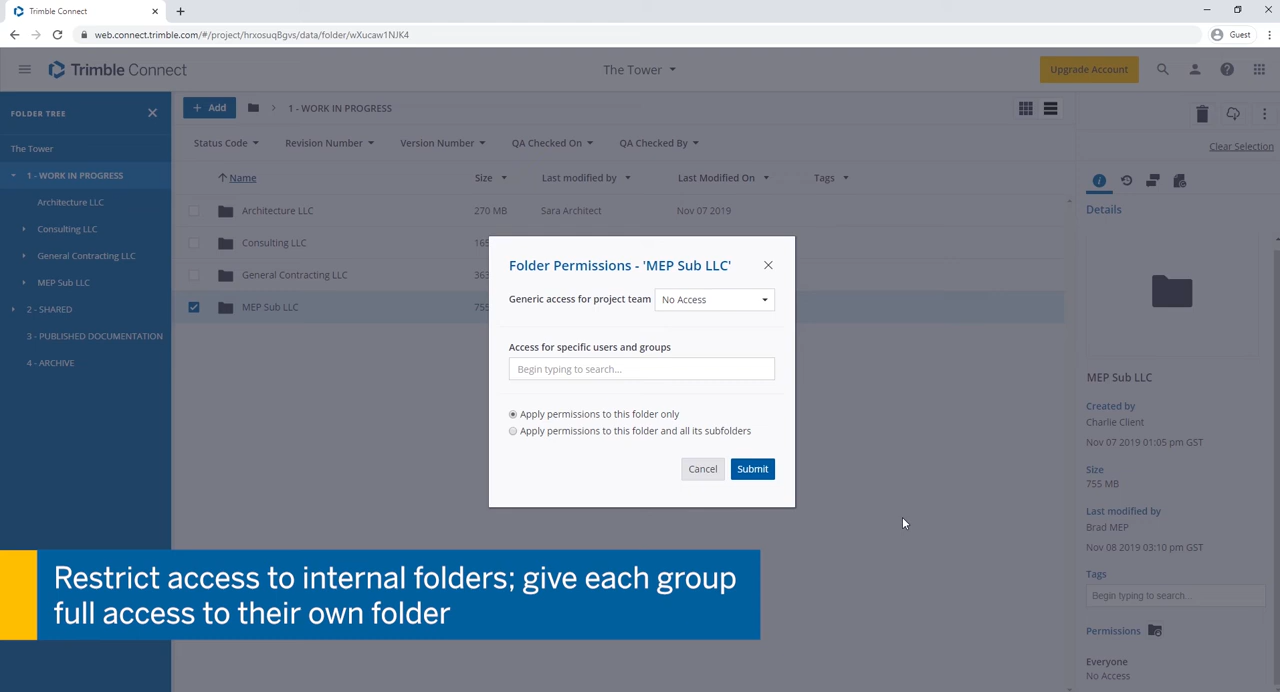 Trimble Connect
web.connect.trimble.com/#/project/hrxosuqBgvs/data/folder/wXucaw1NJK4
Guest
Trimble Connect
The Tower
Upgrade Account
FOLDER TREE
The Tower
1 - WORK IN PROGRESS
Architecture LLC
Consulting LLC
General Contracting LLC
MEP Sub LLC
2 - SHARED
3 - PUBLISHED DOCUMENTATION
4 - ARCHIVE
+ Add
1 - WORK IN PROGRESS
Status Code
Revision Number
Version Number
QA Checked On
QA Checked By
Name
Size
Last modified by
Last Modified On
Tags
Architecture LLC
270 MB
Sara Architect
Nov 07 2019
Consulting LLC
165
General Contracting LLC
363
MEP Sub LLC
755
Folder Permissions - 'MEP Sub LLC'
Generic access for project team
No Access
Access for specific users and groups
Begin typing to search...
Apply permissions to this folder only
Apply permissions to this folder and all its subfolders
Cancel
Submit
Clear Selection
Details
MEP Sub LLC
Created by
Charlie Client
Nov 07 2019 01:05 pm GST
Size
755 MB
Last modified by
Brad MEP
Nov 08 2019 03:10 pm GST
Tags
Begin typing to search...
Permissions
Everyone
No Access
Restrict access to internal folders; give each group
full access to their own folder